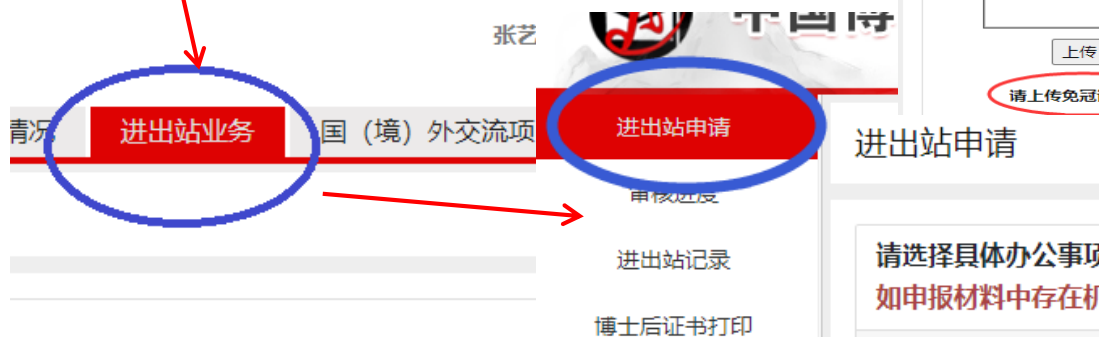 张艺
情况 进出站业务 国（境）外交流项
中国博
进出站申请
审核进度
进出站记录
博士后证书打印
上传
请上传免冠
进出站申请
请选择具体办公事项
如申报材料中存在